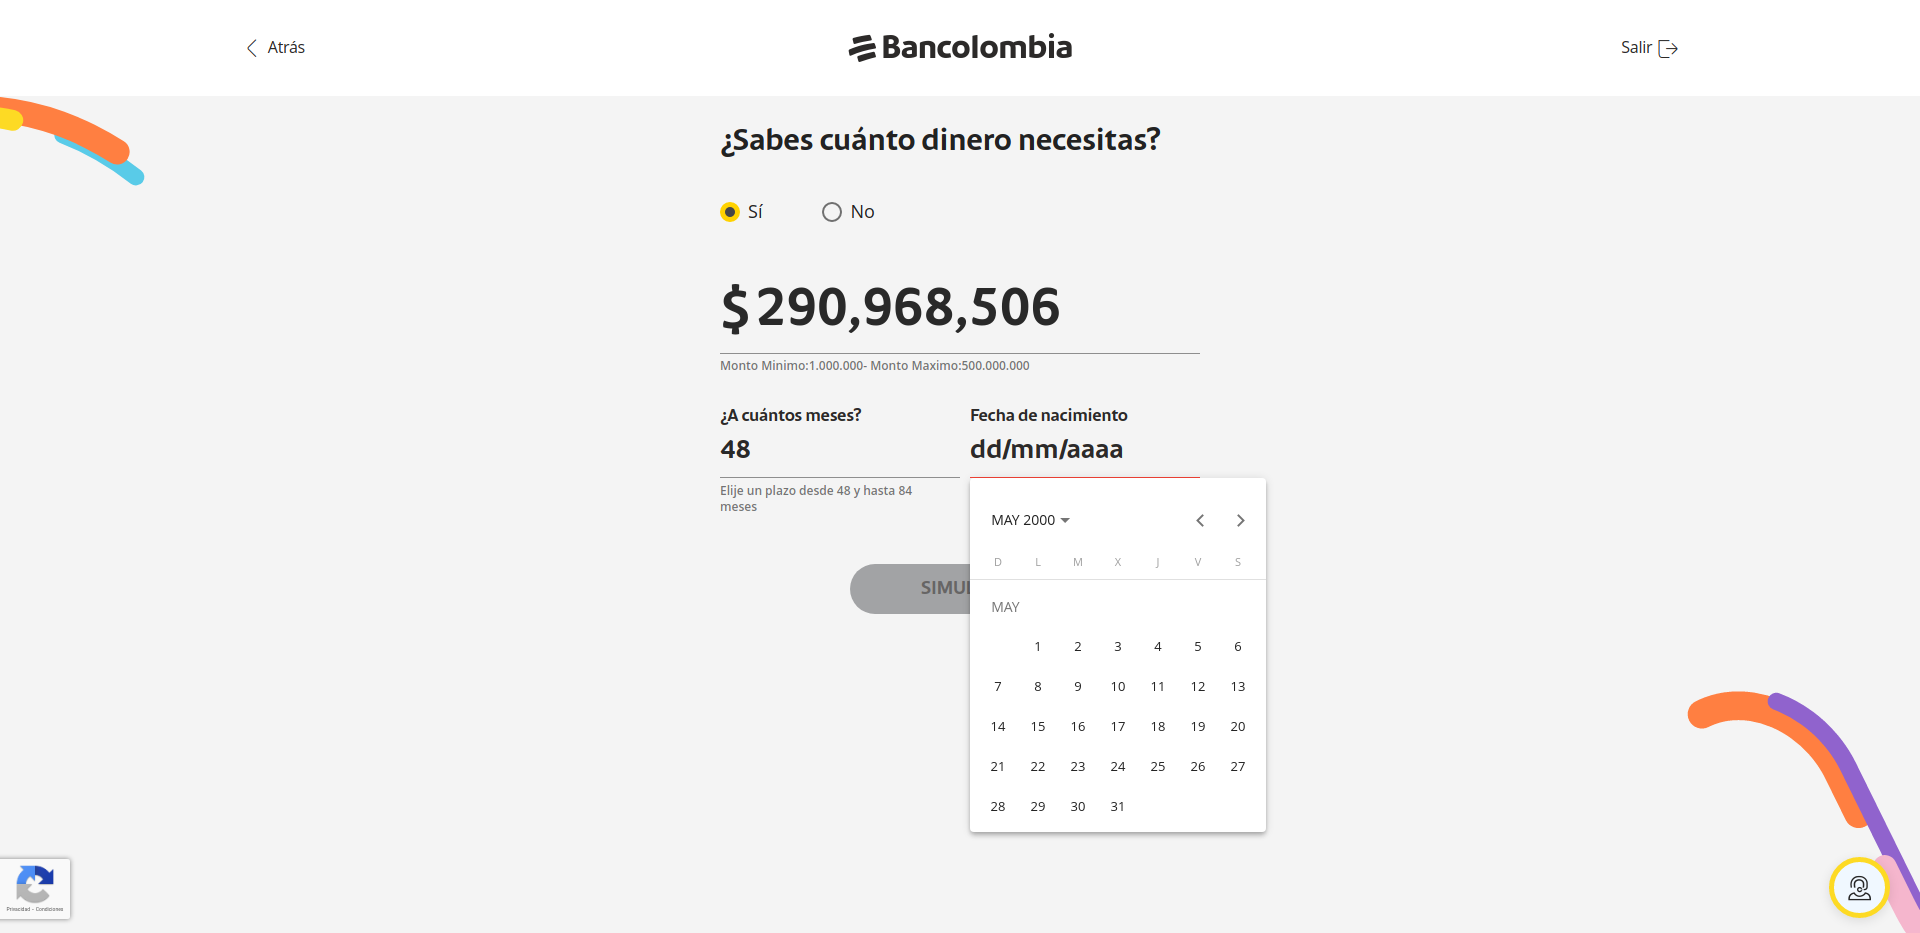 Atrás
Bancolombia
Salir
¿Sabes cuánto dinero necesitas?
Sí
No
$ 290,968,506
Monto Minimo:1.000.000- Monto Maximo:500.000.000
¿A cuántos meses?
Fecha de nacimiento
48
dd/mm/aaaa
Elije un plazo desde 48 y hasta 84
meses
MAY 2000
D L M X J V S
SIMUL
MAY
1 2 3 4 5 6
7 8 9 10 11 12 13
14 15 16 17 18 19 20
21 22 23 24 25 26 27
28 29 30 31
Privacidad - Condiciones